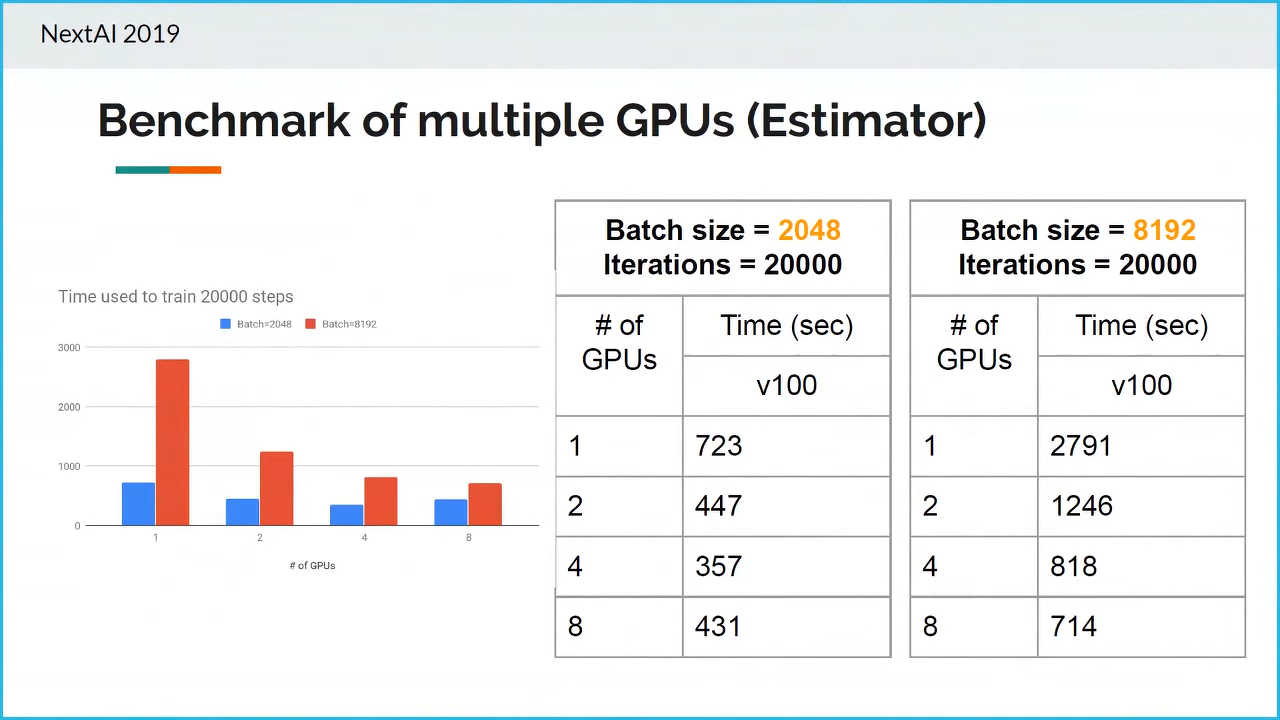 NextAI 2019
Benchmark of multiple GPUs (Estimator)
Time used to train 20000 steps
Batch=2048 Batch=8192
3000
2000
1000
0
1 2 4 8
# of GPUs
Batch size = 2048
Iterations = 20000
# of GPUs
Time (sec)
v100
1 723
2 447
4 357
8 431
Batch size = 8192
Iterations = 20000
# of GPUs
Time (sec)
v100
1 2791
2 1246
4 818
8 714